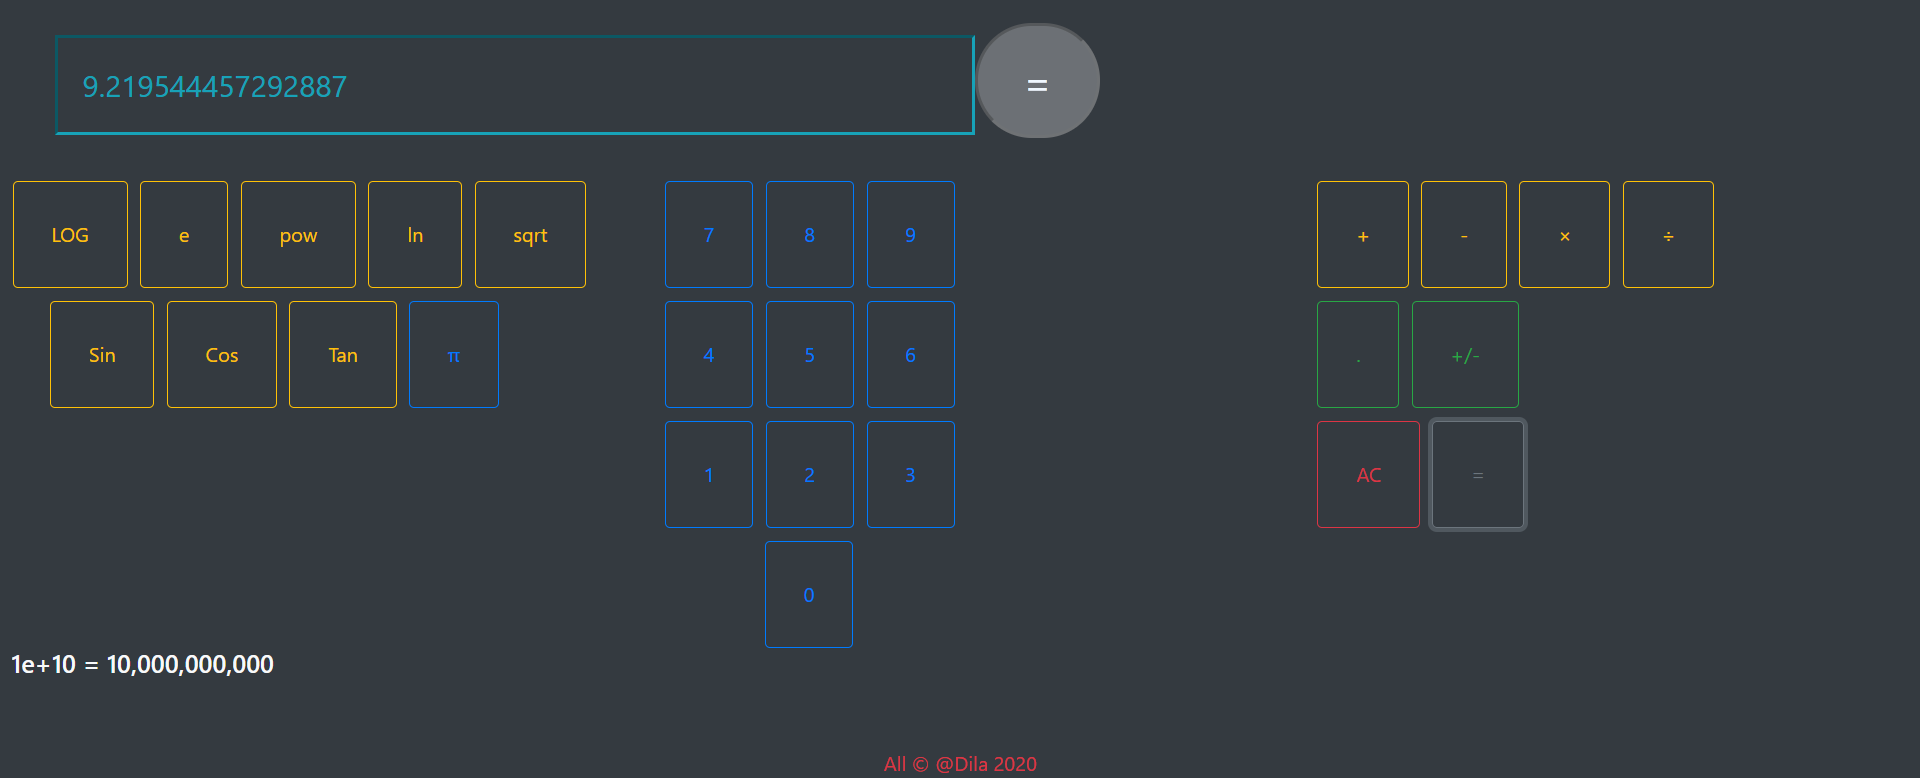 9.219544457292887 =
LOG e pow ln sqrt 7 8 9 + - × ÷
Sin Cos Tan π 4 5 6 . +/-
1 2 3 AC =
0
1e+10 = 10,000,000,000
All © @Dila 2020